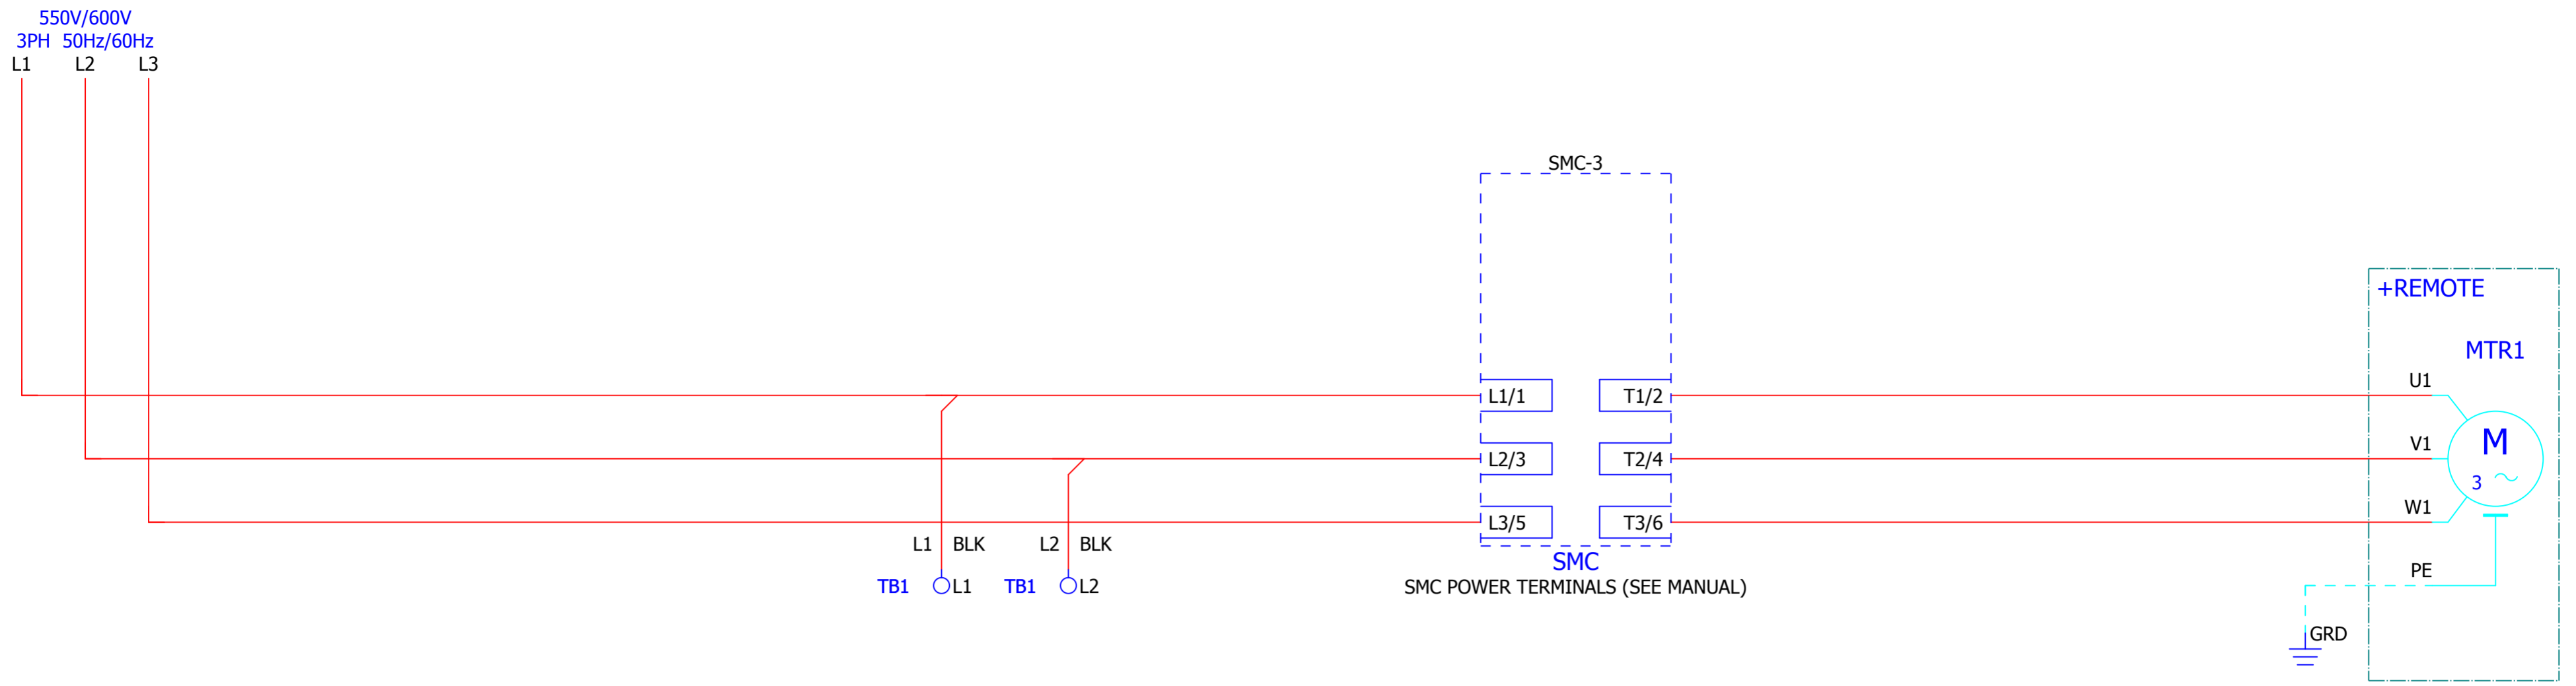 550V/600V
3PH 50Hz/60Hz
L1 L2 L3
SMC-3
+REMOTE
MTR1
U1
L1/1 T1/2
V1
M
L2/3 T2/4
3
W1
L3/5 T3/6
L1 BLK L2 BLK
SMC
PE
TB1 L1 TB1 L2
SMC POWER TERMINALS (SEE MANUAL)
GRD